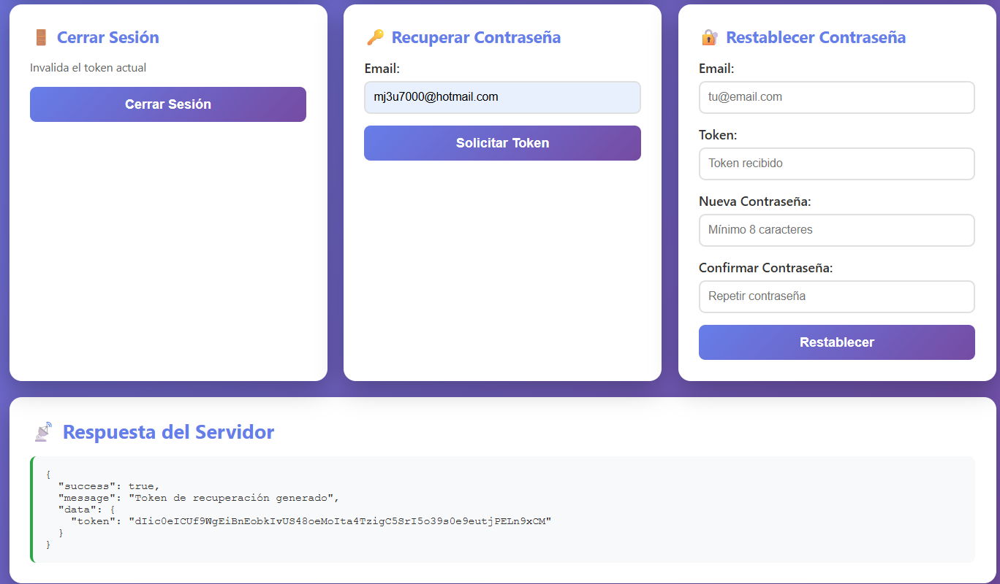 Cerrar Sesión
Invalida el token actual
Cerrar Sesión
Recuperar Contraseña
Email:
mj3u7000@hotmail.com
Solicitar Token
Restablecer Contraseña
Email:
tu@email.com
Token:
Token recibido
Nueva Contraseña:
Mínimo 8 caracteres
Confirmar Contraseña:
Repetir contraseña
Restablecer
Respuesta del Servidor
{
  "success": true,
  "message": "Token de recuperación generado",
  "data": {
    "token": "dIic0eICUf9WgEiBnEobkIvUS48oeMoIta4TzigC5SrI5o39s0e9eutjPELn9xCM"
  }
}